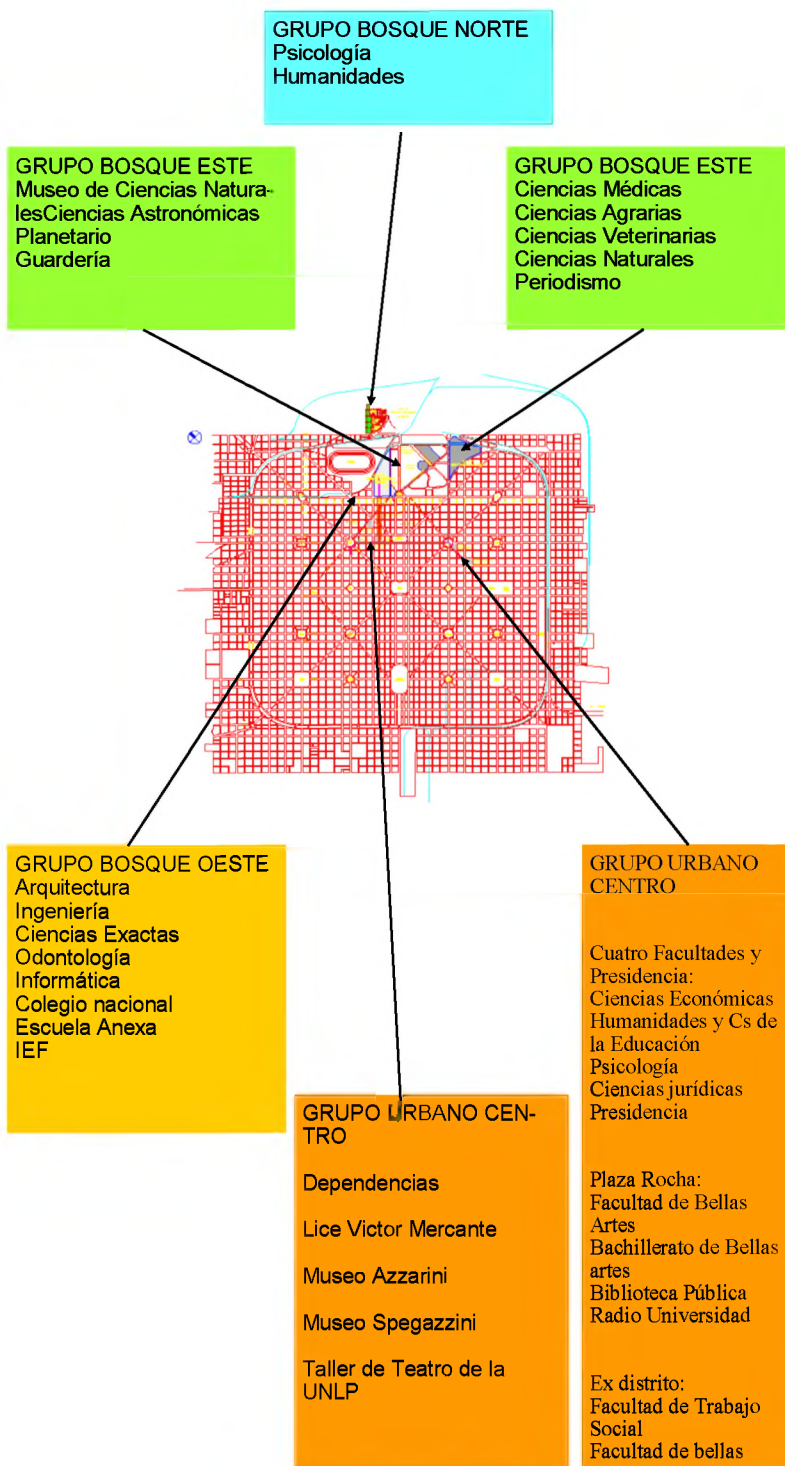 GRUPO BOSQUE NORTE
Psicología
Humanidades
GRUPO BOSQUE ESTE
Museo de Ciencias Natura-
lesCiencias Astronómicas
Planetario
Guardería
GRUPO BOSQUE ESTE
Ciencias Médicas
Ciencias Agrarias
Ciencias Veterinarias
Ciencias Naturales
Periodismo
GRUPO BOSQUE OESTE
Arquitectura
Ingeniería
Ciencias Exactas
Odontología
Informática
Colegio nacional
Escuela Anexa
IEF
GRUPO URBANO CEN-
TRO
Dependencias
Lice Victor Mercante
Museo Azzarini
Museo Spegazzini
Taller de Teatro de la
UNLP
GRUPO URBANO
CENTRO
Cuatro Facultades y
Presidencia:
Ciencias Económicas
Humanidades y Cs de
la Educación
Psicología
Ciencias jurídicas
Presidencia
Plaza Rocha:
Facultad de Bellas
Artes
Bachillerato de Bellas
artes
Biblioteca Pública
Radio Universidad
Ex distrito:
Facultad de Trabajo
Social
Facultad de bellas